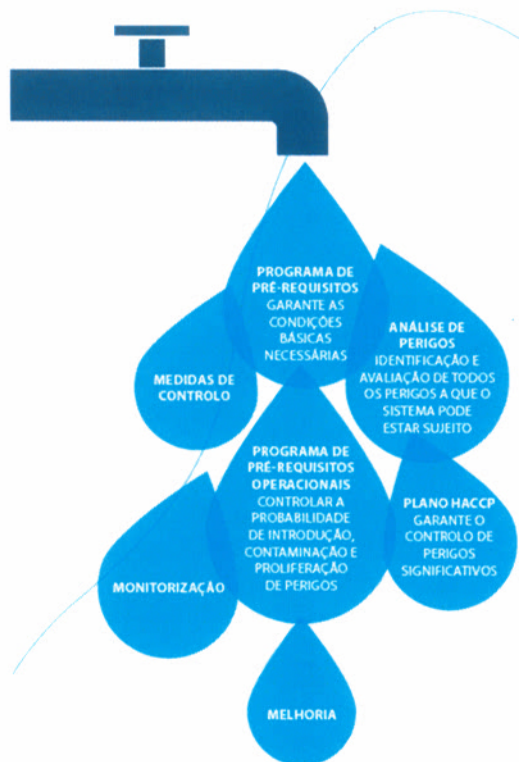 PROGRAMA DE
PRÉ-REQUISITOS
GARANTE AS
CONDIÇÕES
BÁSICAS
NECESSÁRIAS
ANÁLISE DE
PERIGOS
IDENTIFICAÇÃO E
AVALIAÇÃO DE TODOS
OS PERIGOS A QUE O
SISTEMA PODE
ESTAR SUJEITO
MEDIDAS DE
CONTROLO
PROGRAMA DE
PRÉ-REQUISITOS
OPERACIONAIS
CONTROLAR A
PROBABILIDADE
DE INTRODUÇÃO,
CONTAMINAÇÃO E
PROLIFERAÇÃO
DE PERIGOS
PLANO HACCP
GARANTE O
CONTROLO DE
PERIGOS
SIGNIFICATIVOS
MONITORIZAÇÃO
MELHORIA